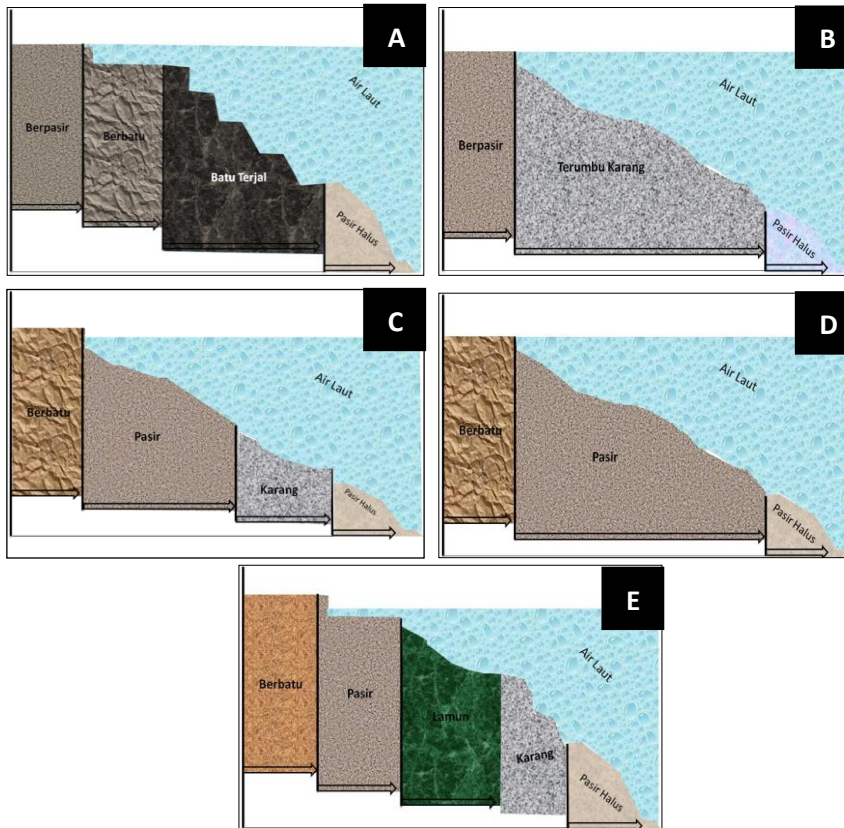 A
Air Laut
Berpasir
Berbatu
Batu Terjal
Pasir Halus
B
Air Laut
Berpasir
Terumbu Karang
Pasir Halus
C
Air Laut
Berbatu
Pasir
Karang
Pasir Halus
D
Air Laut
Berbatu
Pasir
Pasir Halus
E
Air Laut
Berbatu
Pasir
Lamun
Karang
Pasir Halus